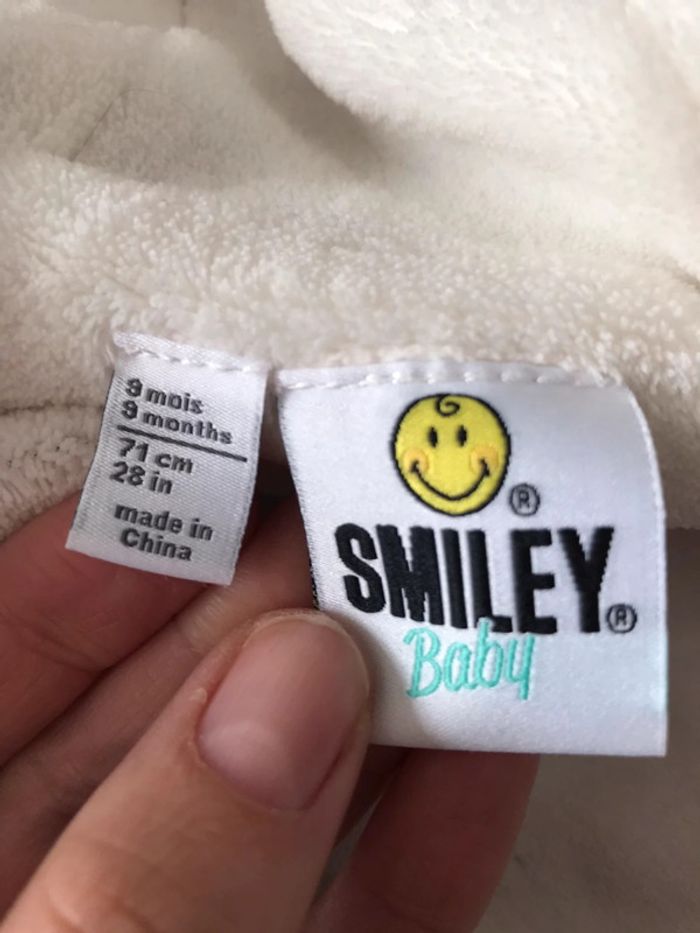 9 mois
9 months
71 cm
28 in
made in
China
®
SMILEY®
Baby